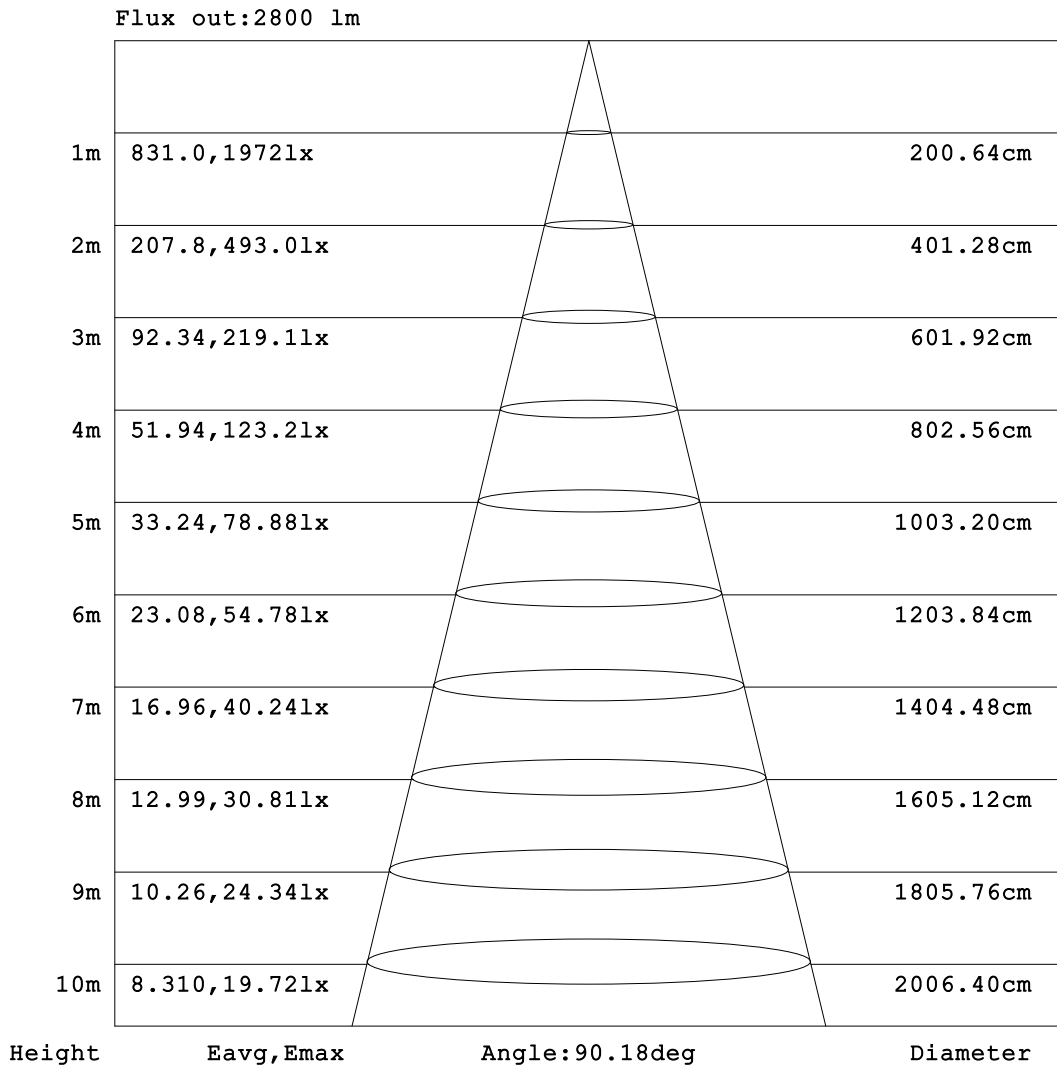 Flux out:2800 lm
1m 831.0,1972lx 200.64cm
2m 207.8,493.0lx 401.28cm
3m 92.34,219.1lx 601.92cm
4m 51.94,123.2lx 802.56cm
5m 33.24,78.88lx 1003.20cm
6m 23.08,54.78lx 1203.84cm
7m 16.96,40.24lx 1404.48cm
8m 12.99,30.81lx 1605.12cm
9m 10.26,24.34lx 1805.76cm
10m 8.310,19.72lx 2006.40cm
Height Eavg,Emax Angle:90.18deg Diameter